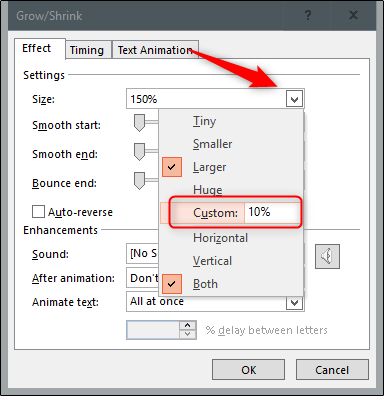 Grow/Shrink
Effect Timing Text Animation
Settings
Size: 150%
Smooth start:
Tiny
Smaller
Smooth end:
Larger
Bounce end:
Huge
Custom: 10%
Auto-reverse
Enhancements
Horizontal
Sound: [No S
Vertical
After animation: Don't
Both
Animate text: All at once
% delay between letters
OK Cancel